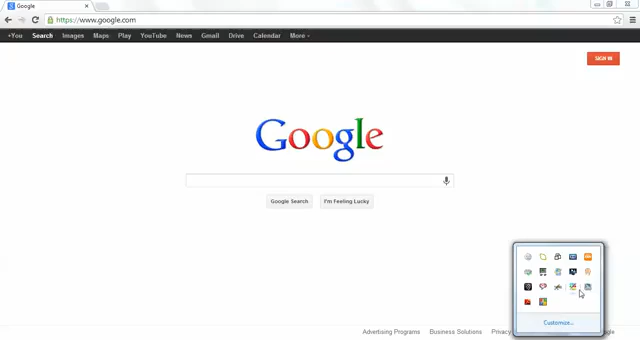 Google
https://www.google.com
+You Search Images Maps Play YouTube News Gmail Drive Calendar More
SIGN IN
Google
Google Search I'm Feeling Lucky
Customize...
Advertising Programs Business Solutions Privacy